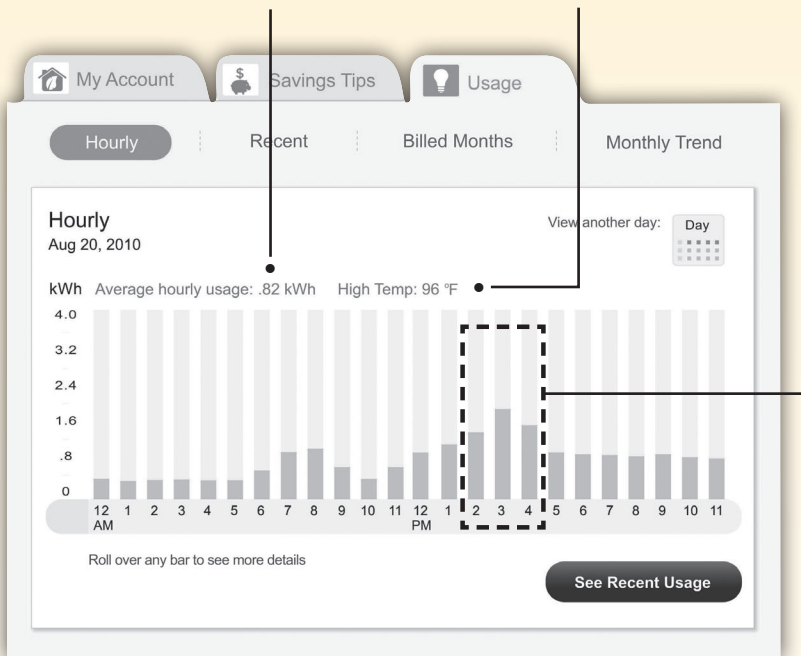 My Account
Savings Tips
Usage
Hourly
Recent
Billed Months
Monthly Trend
Hourly
Aug 20, 2010
View another day:
Day
kWh Average hourly usage: .82 kWh High Temp: 96 °F
4.0
3.2
2.4
1.6
.8
0
12 1 2 3 4 5 6 7 8 9 10 11 12 1 2 3 4 5 6 7 8 9 10 11
AM PM
Roll over any bar to see more details
See Recent Usage